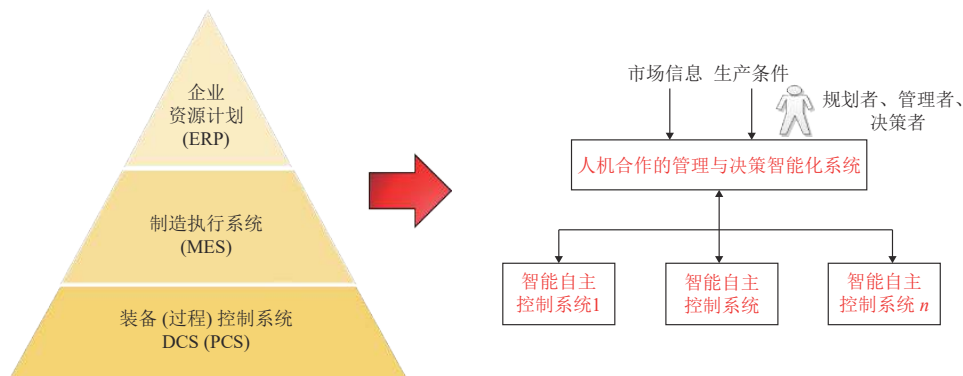 企业
资源计划
(ERP)
制造执行系统
(MES)
装备 (过程) 控制系统
DCS (PCS)
市场信息 生产条件
规划者、管理者、
决策者
人机合作的管理与决策智能化系统
智能自主
控制系统1
智能自主
控制系统
智能自主
控制系统 n